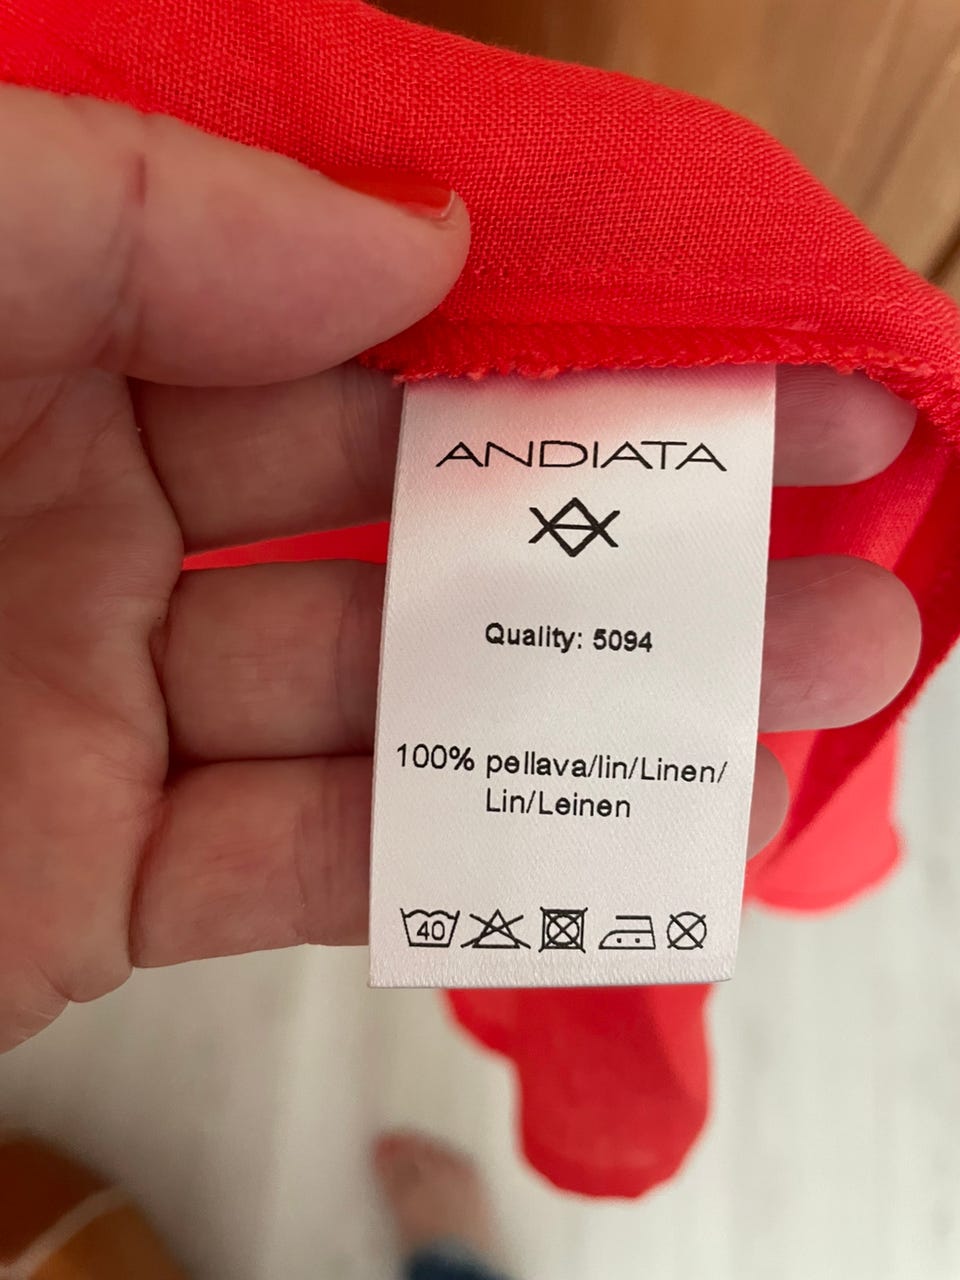 ANDIATA
Quality: 5094
100% pellava/lin/Linen/
Lin/Leinen
40